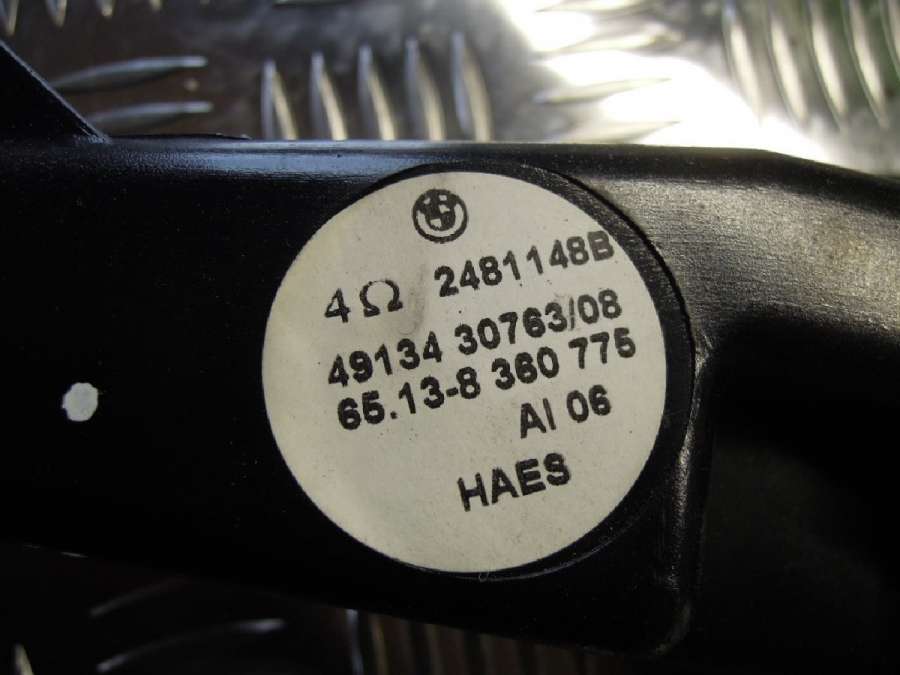 4Ω 2481148B
49134 30763/08
65.13-8 360 775
AI 06
HAES